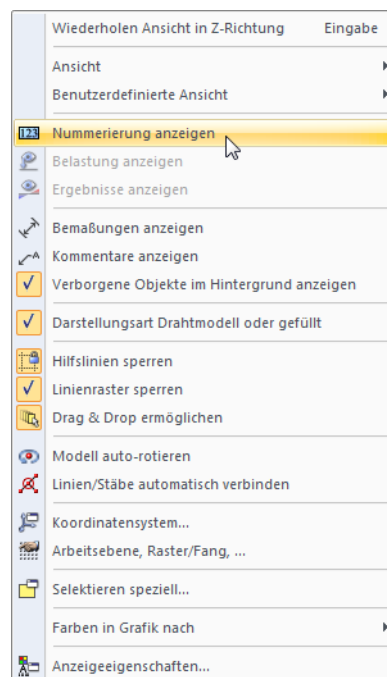 Wiederholen Ansicht in Z-Richtung Eingabe
Ansicht
Benutzerdefinierte Ansicht
123 Nummerierung anzeigen
Belastung anzeigen
Ergebnisse anzeigen
Bemaßungen anzeigen
A Kommentare anzeigen
Verborgene Objekte im Hintergrund anzeigen
Darstellungsart Drahtmodell oder gefüllt
Hilfslinien sperren
Linienraster sperren
Drag & Drop ermöglichen
Modell auto-rotieren
Linien/Stäbe automatisch verbinden
Koordinatensystem...
Arbeitsebene, Raster/Fang, ...
Selektieren speziell...
Farben in Grafik nach
Anzeigeeigenschaften...